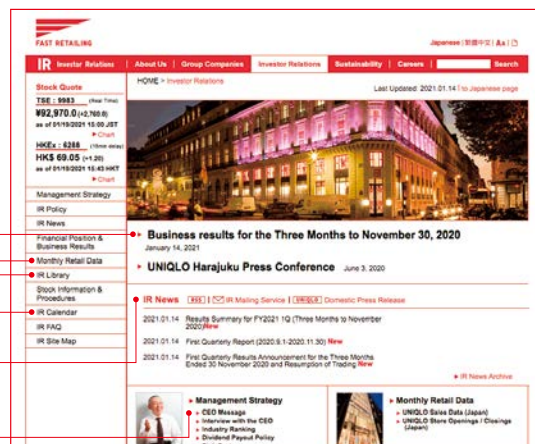 FAST RETAILING
Japanese | 繁體中文 | Aa |
IR Investor Relations
About Us | Group Companies | Investor Relations | Sustainability | Careers | Search
Stock Quote
TSE : 9983 (Real Time)
¥92,970.0 (+2,760.0)
as of 01/19/2021 15:00 JST
Chart
HKEx : 6288 (15min delay)
HK$ 69.05 (+1.20)
as of 01/19/2021 15:43 HKT
Chart
Management Strategy
IR Policy
IR News
Financial Position &
Business Results
Monthly Retail Data
IR Library
Stock Information &
Procedures
IR Calendar
IR FAQ
IR Site Map
HOME > Investor Relations
Last Updated: 2021.01.14 | to Japanese page
Business results for the Three Months to November 30, 2020
January 14, 2021
UNIQLO Harajuku Press Conference June 3, 2020
IR News RSS | IR Mailing Service | UNIQLO Domestic Press Release
2021.01.14 Results Summary for FY2021 1Q (Three Months to November
2020) New
2021.01.14 First Quarterly Report (2020.9.1-2020.11.30) New
2021.01.14 First Quarterly Results Announcement for the Three Months
Ended 30 November 2020 and Resumption of Trading New
IR News Archive
Management Strategy
CEO Message
Interview with the CEO
Industry Ranking
Dividend Payout Policy
Monthly Retail Data
UNIQLO Sales Data (Japan)
UNIQLO Store Openings / Closings
(Japan)